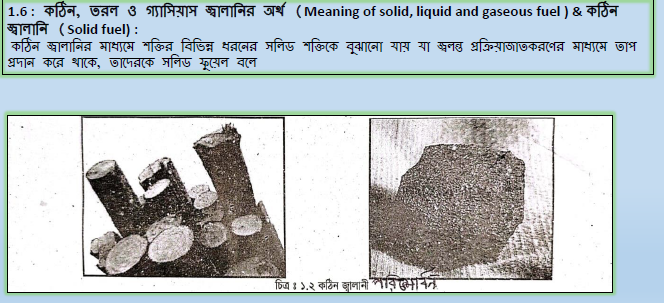 1.6 : কঠিন, তরল ও গ্যাসিয়াস জ্বালানির অর্থ ( Meaning of solid, liquid and gaseous fuel ) & কঠিন
জ্বালানি ( Solid fuel) :
কঠিন জ্বালানির মাধ্যমে শক্তির বিভিন্ন ধরনের সলিড শক্তিকে বুঝানো যায় যা জ্বলন্ত প্রক্রিয়াজাতকরণের মাধ্যমে তাপ
প্রদান করে থাকে, তাদেরকে সলিড ফুয়েল বলে
চিত্র ঃ ১.২ কঠিন জ্বালানী